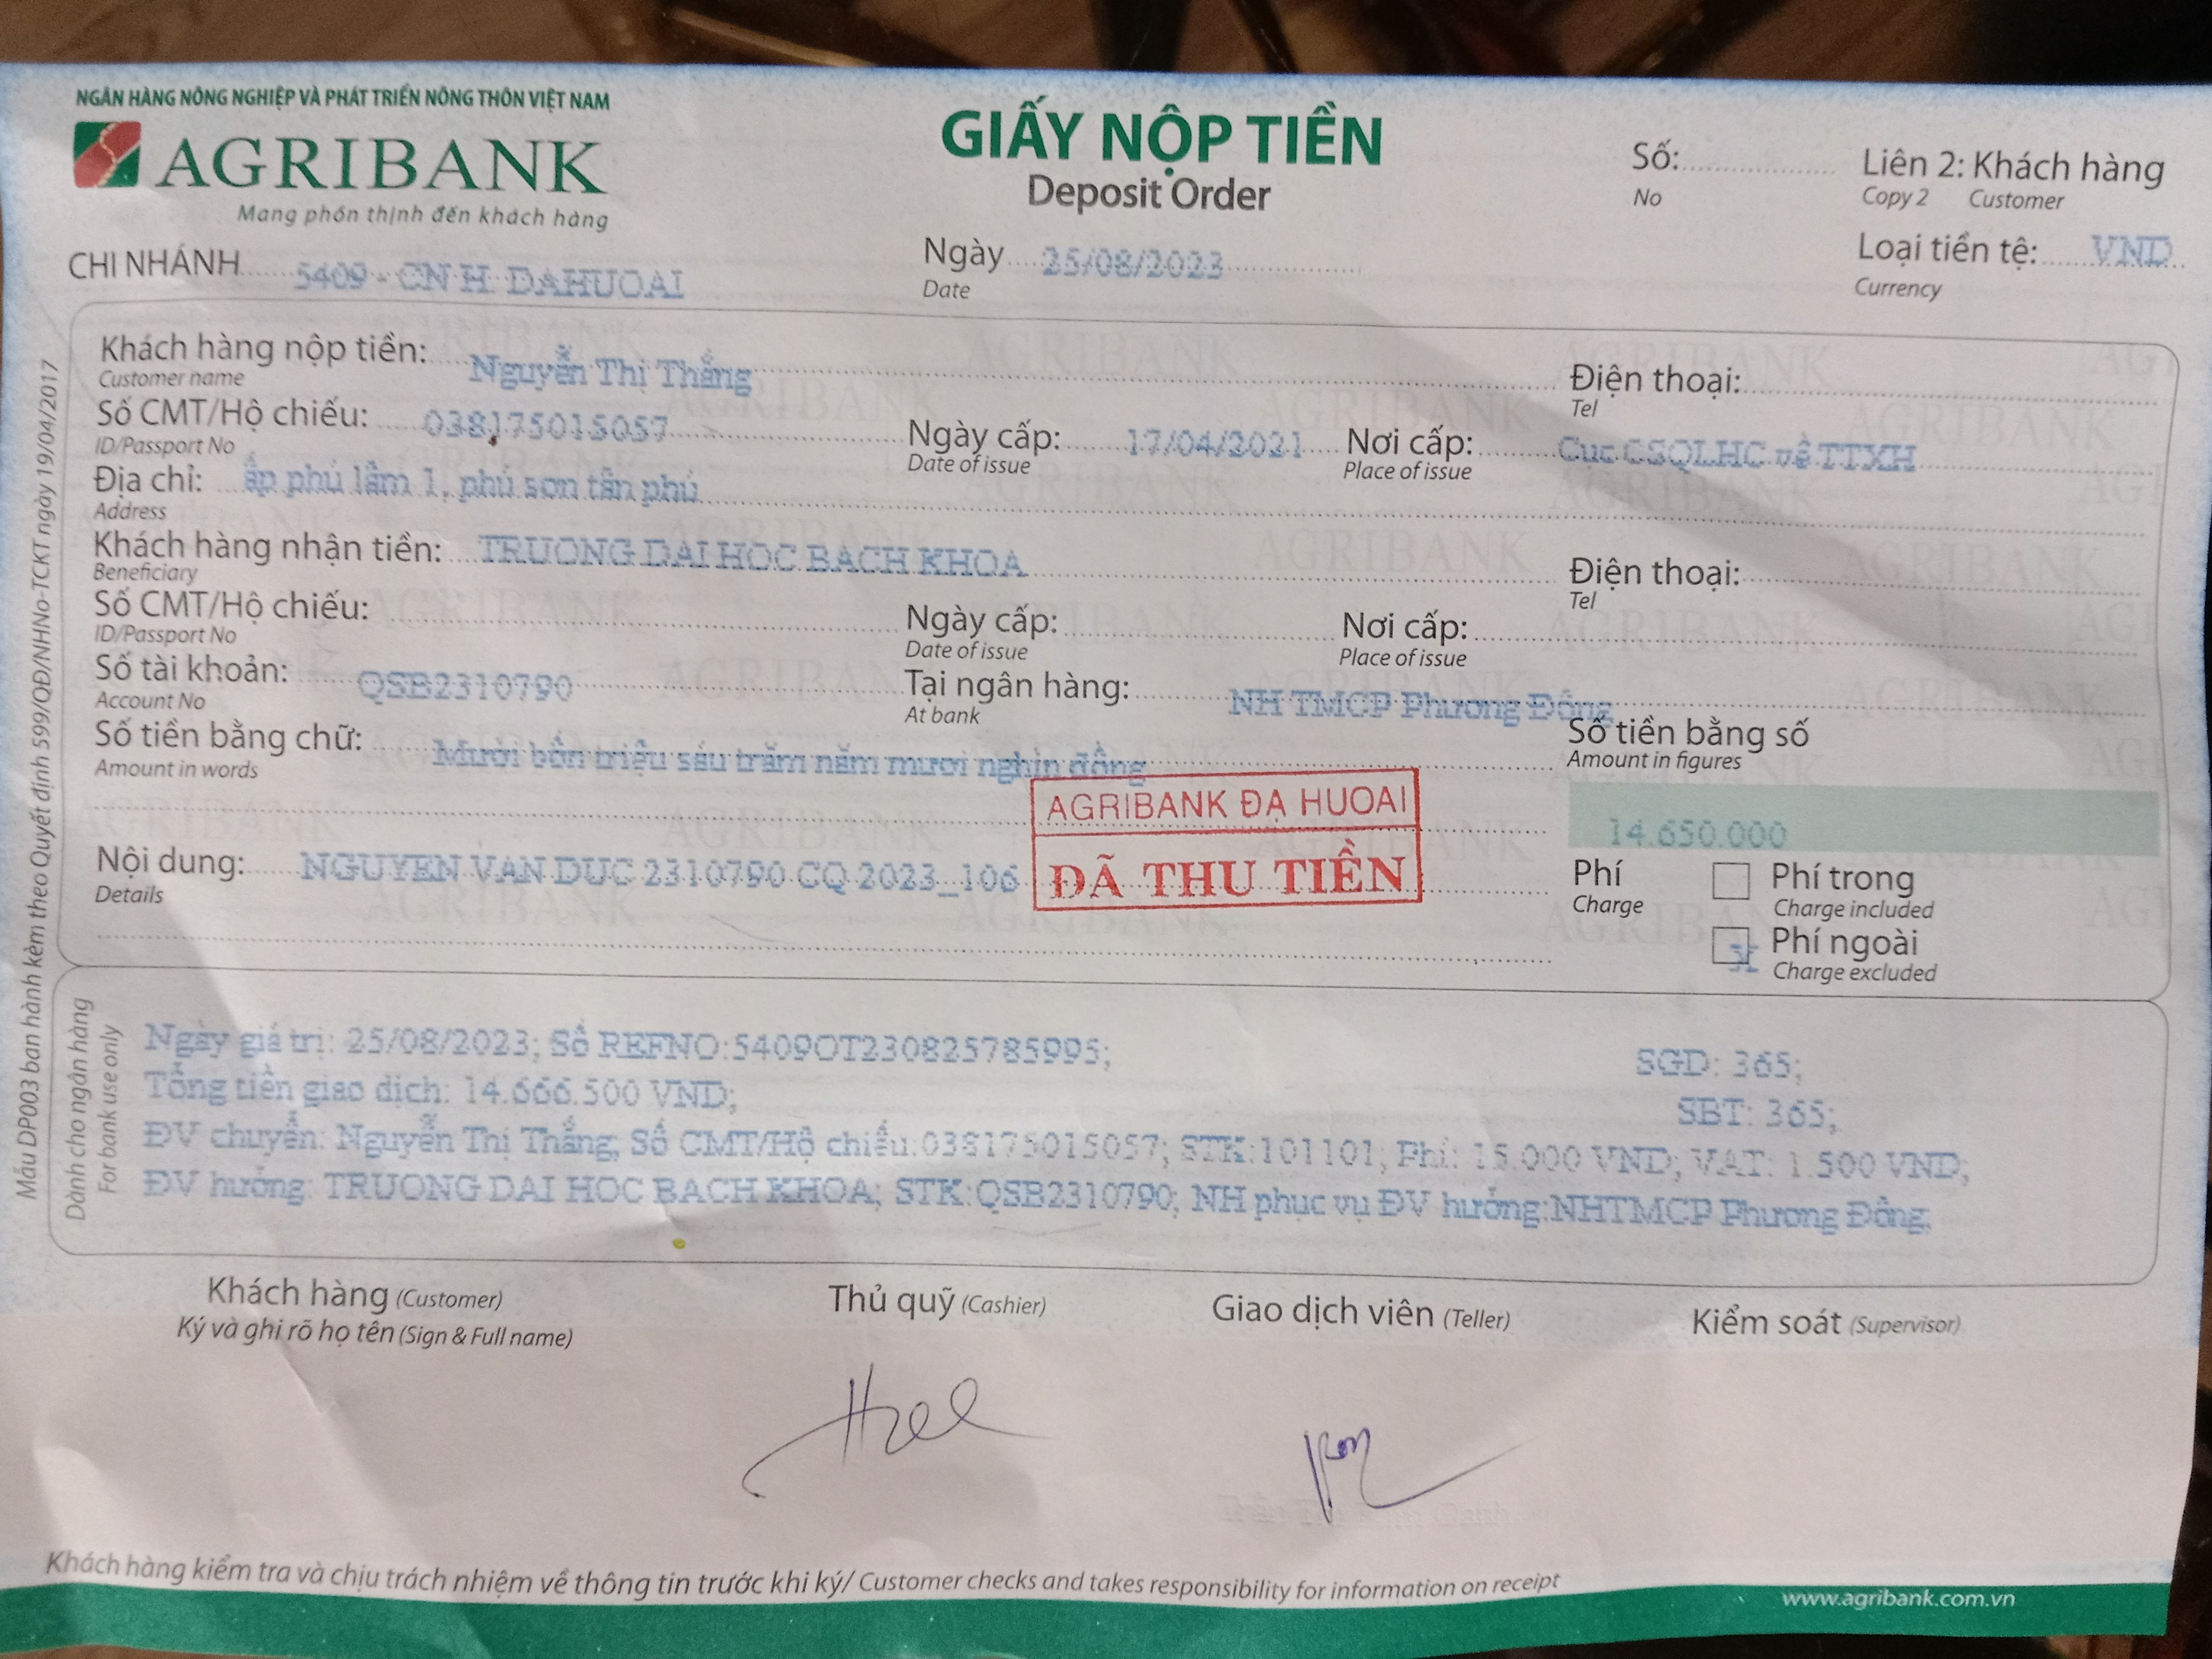 NGÂN HÀNG NÔNG NGHIỆP VÀ PHÁT TRIỂN NÔNG THÔN VIỆT NAM
AGRIBANK
Mang phồn thịnh đến khách hàng
GIẤY NỘP TIỀN
Deposit Order
Số: Liên 2: Khách hàng
No Copy 2 Customer
CHI NHÁNH 5409 - CN H. DAHUOAI Ngày 25/08/2023 Loại tiền tệ: VND
Date Currency
Khách hàng nộp tiền: Nguyễn Thị Thắng Điện thoại:
Customer name Tel
Số CMT/Hộ chiếu: 038175015057 Ngày cấp: 17/04/2021 Nơi cấp: Cục CSQLHC về TTXH
ID/Passport No Date of issue Place of issue
Địa chỉ: ấp phú lâm 1, phú sơn tân phú
Address
Khách hàng nhận tiền: TRUONG DAI HOC BACH KHOA Điện thoại:
Beneficiary Tel
Số CMT/Hộ chiếu: Ngày cấp: Nơi cấp:
ID/Passport No Date of issue Place of issue
Số tài khoản: QSB2310790 Tại ngân hàng: NH TMCP Phương Đông
Account No At bank
Số tiền bằng chữ: Mười bốn triệu sáu trăm năm mươi nghìn đồng Số tiền bằng số
Amount in words Amount in figures
AGRIBANK ĐẠ HUOAI
14.650.000
Nội dung: NGUYEN VAN DUC 2310790 CQ 2023_106 ĐÃ THU TIỀN Phí Phí trong
Details Charge Charge included
Phí ngoài
Charge excluded
Mẫu DP003 ban hành kèm theo Quyết định 599/QĐ/NHNo-TCKT ngày 19/04/2017
Dành cho ngân hàng
For bank use only
Ngày giá trị: 25/08/2023; Số REFNO:5409OT230825785995; SGD: 365;
Tổng tiền giao dịch: 14.666.500 VND; SBT: 365;
ĐV chuyển: Nguyễn Thị Thắng; Số CMT/Hộ chiếu:038175015057; STK:101101; Phí: 15.000 VND; VAT: 1.500 VND;
ĐV hưởng: TRUONG DAI HOC BACH KHOA; STK:QSB2310790; NH phục vụ ĐV hưởng:NHTMCP Phương Đông.
Khách hàng (Customer) Thủ quỹ (Cashier) Giao dịch viên (Teller) Kiểm soát (Supervisor)
Ký và ghi rõ họ tên (Sign & Full name)
Khách hàng kiểm tra và chịu trách nhiệm về thông tin trước khi ký/ Customer checks and takes responsibility for information on receipt
www.agribank.com.vn